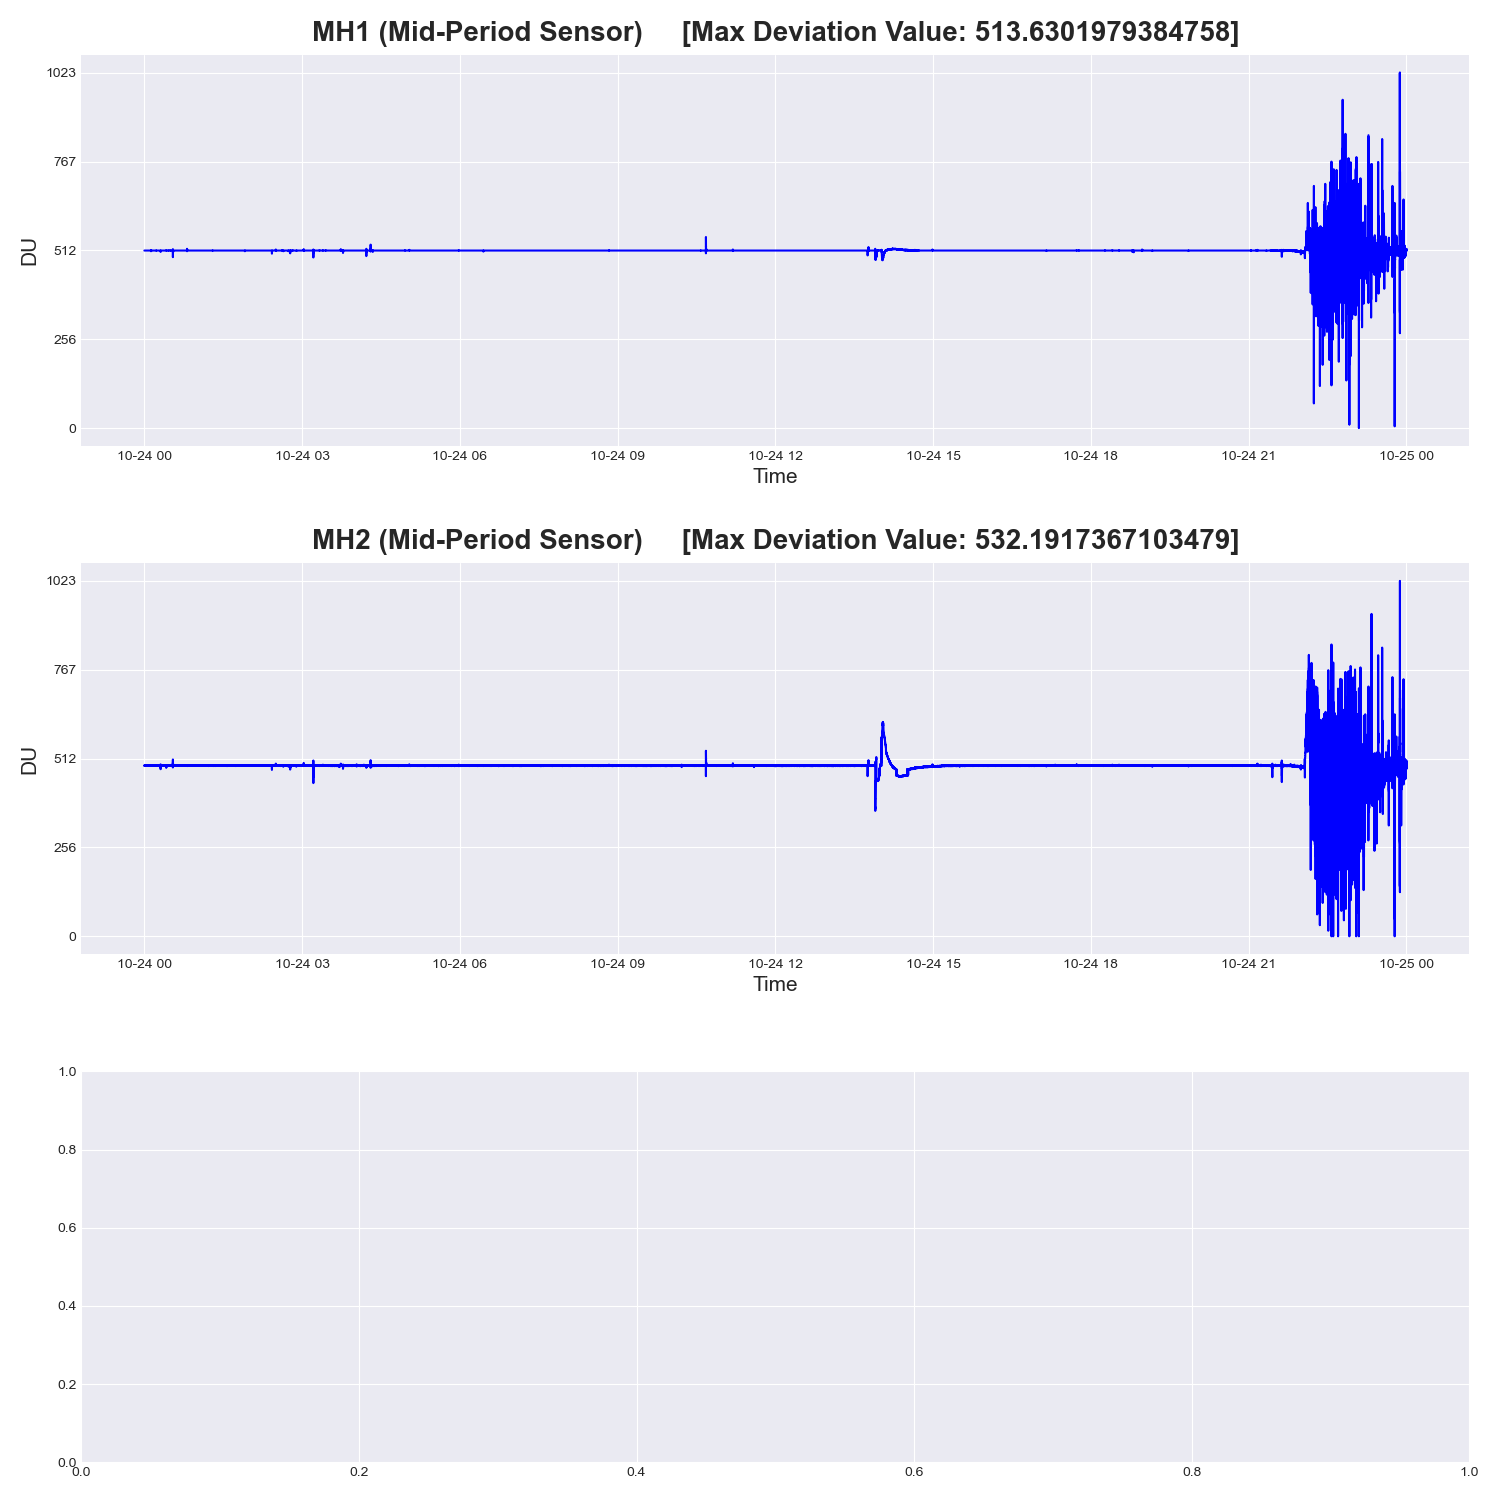 MH1 (Mid-Period Sensor) [Max Deviation Value: 513.6301979384758]
1023
767
512
256
0
DU
10-24 00 10-24 03 10-24 06 10-24 09 10-24 12 10-24 15 10-24 18 10-24 21 10-25 00
Time
MH2 (Mid-Period Sensor) [Max Deviation Value: 532.1917367103479]
1023
767
512
256
0
DU
10-24 00 10-24 03 10-24 06 10-24 09 10-24 12 10-24 15 10-24 18 10-24 21 10-25 00
Time
1.0
0.8
0.6
0.4
0.2
0.0
0.0 0.2 0.4 0.6 0.8 1.0